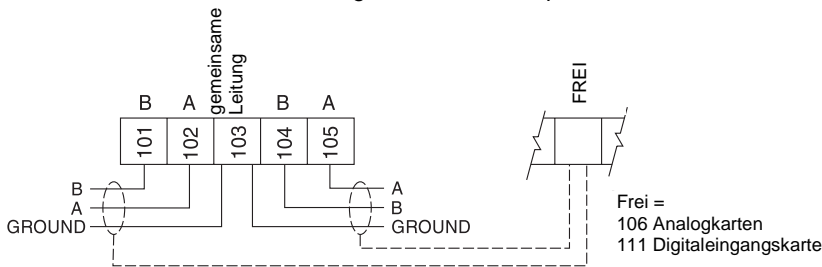 gemeinsame
Leitung
B A B A
101 102 103 104 105
FREI
B
A
GROUND
A
B
GROUND
Frei =
106 Analogkarten
111 Digitaleingangskarte